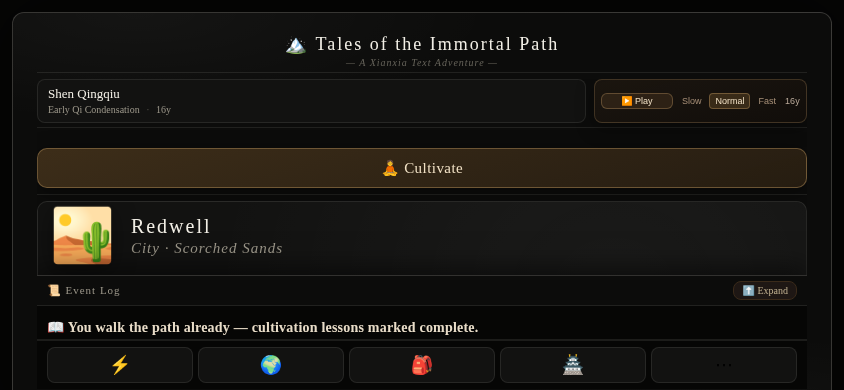 Tales of the Immortal Path
— A Xianxia Text Adventure —
Shen Qingqiu
Early Qi Condensation · 16y
Play Slow Normal Fast 16y
Cultivate
Redwell
City · Scorched Sands
Event Log
Expand
You walk the path already — cultivation lessons marked complete.